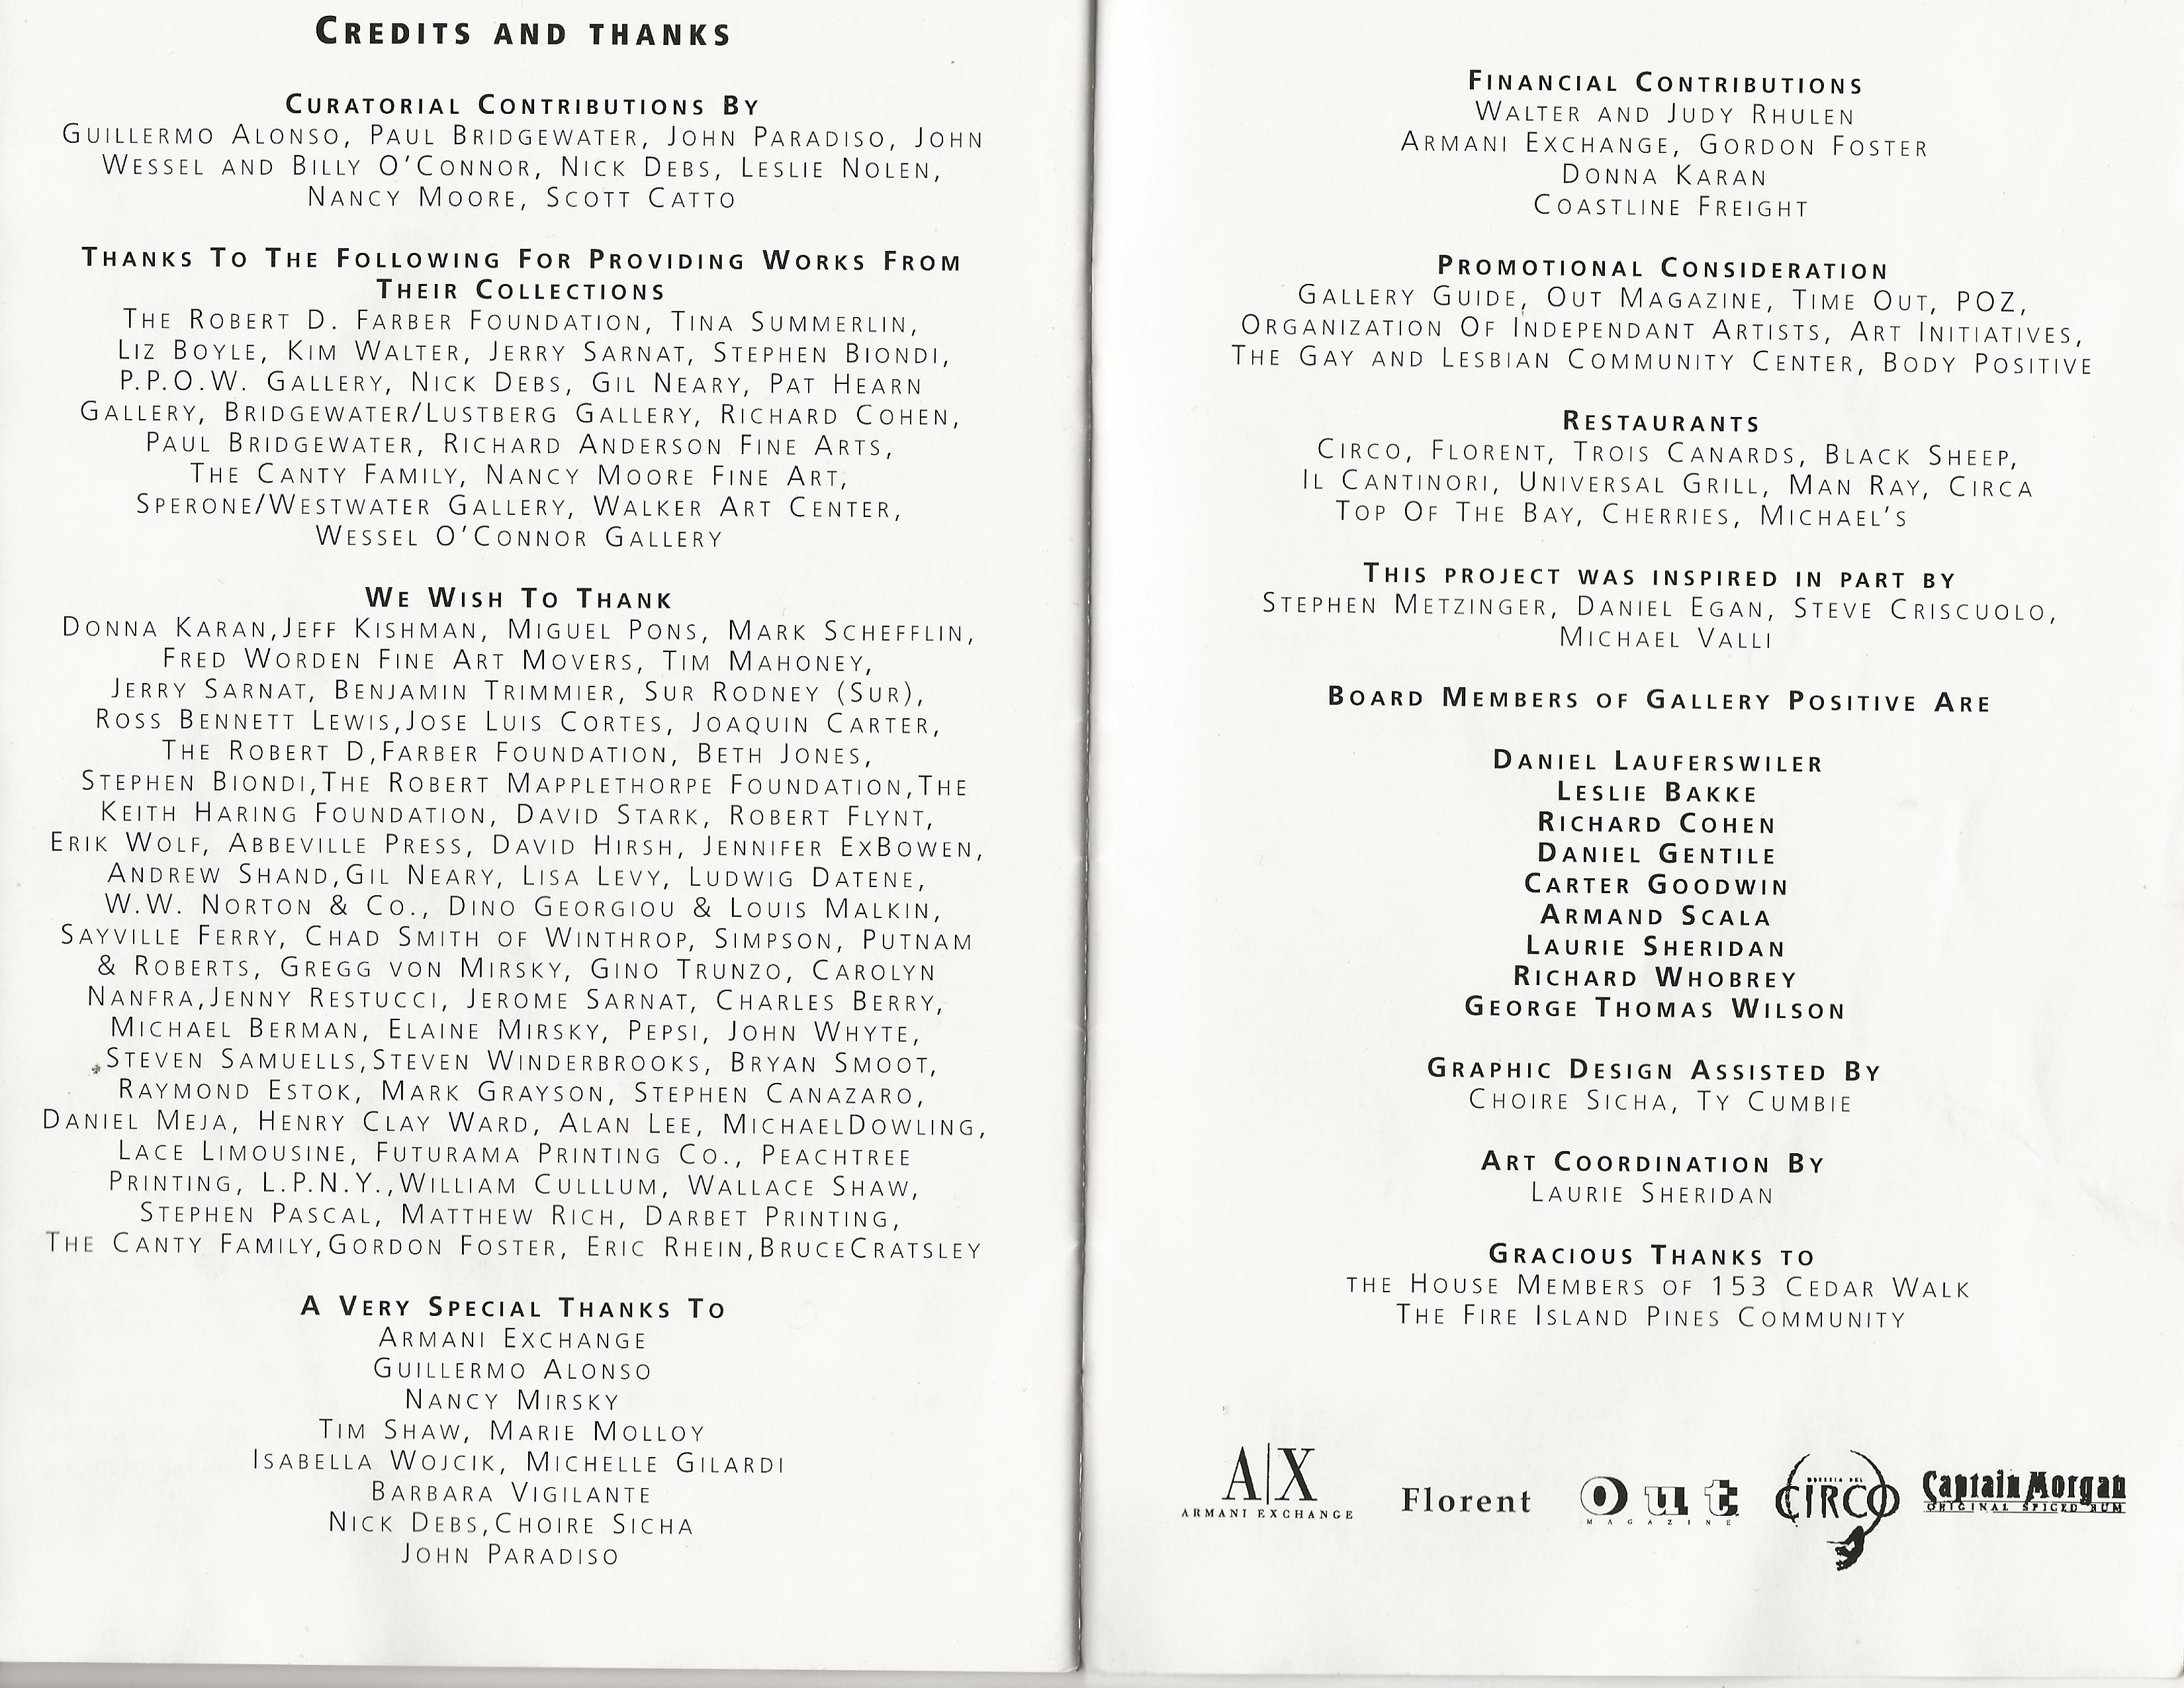 CREDITS AND THANKS
CURATORIAL CONTRIBUTIONS BY
GUILLERMO ALONSO, PAUL BRIDGEWATER, JOHN PARADISO, JOHN
WESSEL AND BILLY O'CONNOR, NICK DEBS, LESLIE NOLEN,
NANCY MOORE, SCOTT CATTO
THANKS TO THE FOLLOWING FOR PROVIDING WORKS FROM
THEIR COLLECTIONS
THE ROBERT D. FARBER FOUNDATION, TINA SUMMERLIN,
LIZ BOYLE, KIM WALTER, JERRY SARNAT, STEPHEN BIONDI,
P.P.O.W. GALLERY, NICK DEBS, GIL NEARY, PAT HEARN
GALLERY, BRIDGEWATER/LUSTBERG GALLERY, RICHARD COHEN,
PAUL BRIDGEWATER, RICHARD ANDERSON FINE ARTS,
THE CANTY FAMILY, NANCY MOORE FINE ART,
SPERONE/WESTWATER GALLERY, WALKER ART CENTER,
WESSEL O'CONNOR GALLERY
WE WISH TO THANK
DONNA KARAN,JEFF KISHMAN, MIGUEL PONS, MARK SCHEFFLIN,
FRED WORDEN FINE ART MOVERS, TIM MAHONEY,
JERRY SARNAT, BENJAMIN TRIMMIER, SUR RODNEY (SUR),
ROSS BENNETT LEWIS,JOSE LUIS CORTES, JOAQUIN CARTER,
THE ROBERT D,FARBER FOUNDATION, BETH JONES,
STEPHEN BIONDI,THE ROBERT MAPPLETHORPE FOUNDATION,THE
KEITH HARING FOUNDATION, DAVID STARK, ROBERT FLYNT,
ERIK WOLF, ABBEVILLE PRESS, DAVID HIRSH, JENNIFER EXBOWEN,
ANDREW SHAND,GIL NEARY, LISA LEVY, LUDWIG DATENE,
W.W. NORTON & CO., DINO GEORGIOU & LOUIS MALKIN,
SAYVILLE FERRY, CHAD SMITH OF WINTHROP, SIMPSON, PUTNAM
& ROBERTS, GREGG VON MIRSKY, GINO TRUNZO, CAROLYN
NANFRA,JENNY RESTUCCI, JEROME SARNAT, CHARLES BERRY,
MICHAEL BERMAN, ELAINE MIRSKY, PEPSI, JOHN WHYTE,
STEVEN SAMUELLS,STEVEN WINDERBROOKS, BRYAN SMOOT,
RAYMOND ESTOK, MARK GRAYSON, STEPHEN CANAZARO,
DANIEL MEJA, HENRY CLAY WARD, ALAN LEE, MICHAELDOWLING,
LACE LIMOUSINE, FUTURAMA PRINTING CO., PEACHTREE
PRINTING, L.P.N.Y.,WILLIAM CULLLUM, WALLACE SHAW,
STEPHEN PASCAL, MATTHEW RICH, DARBET PRINTING,
THE CANTY FAMILY,GORDON FOSTER, ERIC RHEIN,BRUCECRATSLEY
A VERY SPECIAL THANKS TO
ARMANI EXCHANGE
GUILLERMO ALONSO
NANCY MIRSKY
TIM SHAW, MARIE MOLLOY
ISABELLA WOJCIK, MICHELLE GILARDI
BARBARA VIGILANTE
NICK DEBS,CHOIRE SICHA
JOHN PARADISO
FINANCIAL CONTRIBUTIONS
WALTER AND JUDY RHULEN
ARMANI EXCHANGE, GORDON FOSTER
DONNA KARAN
COASTLINE FREIGHT
PROMOTIONAL CONSIDERATION
GALLERY GUIDE, OUT MAGAZINE, TIME OUT, POZ,
ORGANIZATION OF INDEPENDANT ARTISTS, ART INITIATIVES,
THE GAY AND LESBIAN COMMUNITY CENTER, BODY POSITIVE
RESTAURANTS
CIRCO, FLORENT, TROIS CANARDS, BLACK SHEEP,
IL CANTINORI, UNIVERSAL GRILL, MAN RAY, CIRCA
TOP OF THE BAY, CHERRIES, MICHAEL'S
THIS PROJECT WAS INSPIRED IN PART BY
STEPHEN METZINGER, DANIEL EGAN, STEVE CRISCUOLO,
MICHAEL VALLI
BOARD MEMBERS OF GALLERY POSITIVE ARE
DANIEL LAUFERSWILER
LESLIE BAKKE
RICHARD COHEN
DANIEL GENTILE
CARTER GOODWIN
ARMAND SCALA
LAURIE SHERIDAN
RICHARD WHOBREY
GEORGE THOMAS WILSON
GRAPHIC DESIGN ASSISTED BY
CHOIRE SICHA, TY CUMBIE
ART COORDINATION BY
LAURIE SHERIDAN
GRACIOUS THANKS TO
THE HOUSE MEMBERS OF 153 CEDAR WALK
THE FIRE ISLAND PINES COMMUNITY
A|X
ARMANI EXCHANGE
Florent
Out
MAGAZINE
OSTERIA DEL
CIRCO
Captain Morgan
ORIGINAL SPICED RUM